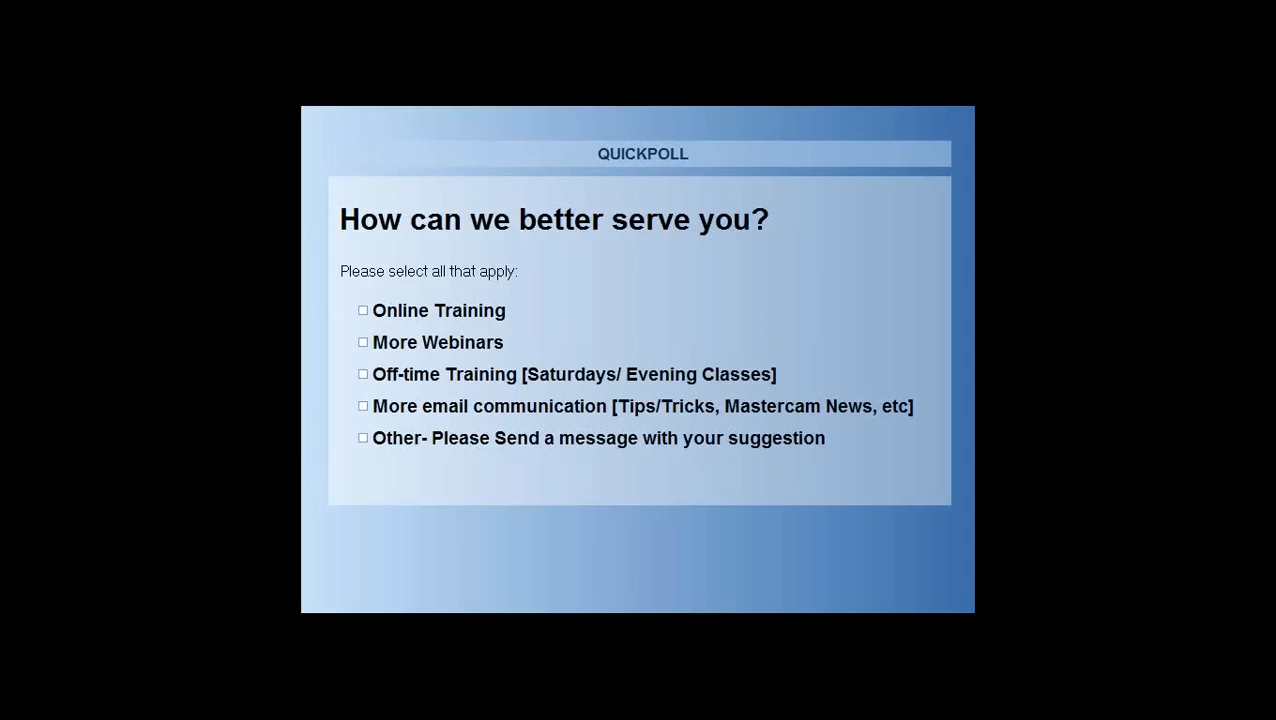 QUICKPOLL
How can we better serve you?
Please select all that apply:
Online Training
More Webinars
Off-time Training [Saturdays/ Evening Classes]
More email communication [Tips/Tricks, Mastercam News, etc]
Other- Please Send a message with your suggestion